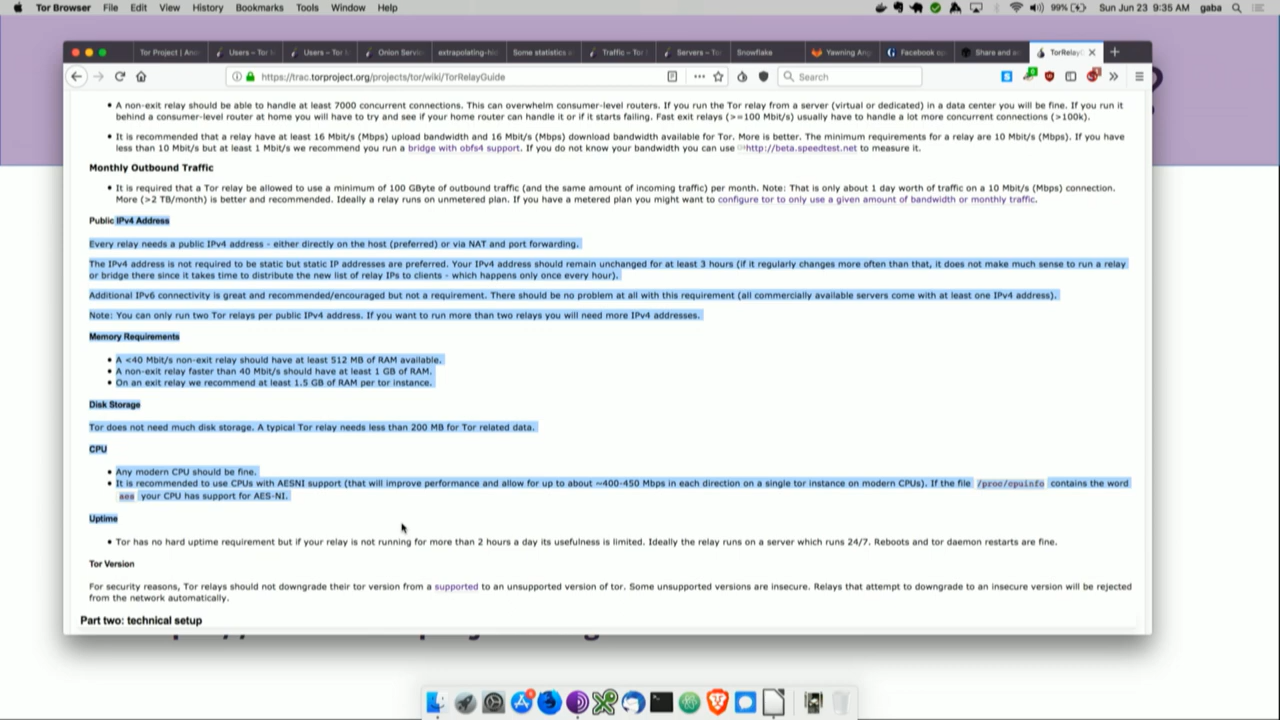 Tor Browser File Edit View History Bookmarks Tools Window Help 99% Sun Jun 23 9:35 AM gaba
Tor Project | An Users – Tor Users – Tor Onion Servi extrapolating-hi Some statistics Traffic – Tor Servers – To Snowflake Yawning Ang Facebook op Share and a TorRelayG
https://trac.torproject.org/projects/tor/wiki/TorRelayGuide Search
• A non-exit relay should be able to handle at least 7000 concurrent connections. This can overwhelm consumer-level routers. If you run the Tor relay from a server (virtual or dedicated) in a data center you will be fine. If you run it
behind a consumer-level router at home you will have to try and see if your home router can handle it or if it starts failing. Fast exit relays (>=100 Mbit/s) usually have to handle a lot more concurrent connections (>100k).
• It is recommended that a relay have at least 16 Mbit/s (Mbps) upload bandwidth and 16 Mbit/s (Mbps) download bandwidth available for Tor. More is better. The minimum requirements for a relay are 10 Mbit/s (Mbps). If you have
less than 10 Mbit/s but at least 1 Mbit/s we recommend you run a bridge with obfs4 support. If you do not know your bandwidth you can use http://beta.speedtest.net to measure it.
Monthly Outbound Traffic
• It is required that a Tor relay be allowed to use a minimum of 100 GByte of outbound traffic (and the same amount of incoming traffic) per month. Note: That is only about 1 day worth of traffic on a 10 Mbit/s (Mbps) connection.
More (>2 TB/month) is better and recommended. Ideally a relay runs on unmetered plan. If you have a metered plan you might want to configure tor to only use a given amount of bandwidth or monthly traffic.
Public IPv4 Address
Every relay needs a public IPv4 address - either directly on the host (preferred) or via NAT and port forwarding.
The IPv4 address is not required to be static but static IP addresses are preferred. Your IPv4 address should remain unchanged for at least 3 hours (if it regularly changes more often than that, it does not make much sense to run a relay
or bridge there since it takes time to distribute the new list of relay IPs to clients - which happens only once every hour).
Additional IPv6 connectivity is great and recommended/encouraged but not a requirement. There should be no problem at all with this requirement (all commercially available servers come with at least one IPv4 address).
Note: You can only run two Tor relays per public IPv4 address. If you want to run more than two relays you will need more IPv4 addresses.
Memory Requirements
• A <40 Mbit/s non-exit relay should have at least 512 MB of RAM available.
• A non-exit relay faster than 40 Mbit/s should have at least 1 GB of RAM.
• On an exit relay we recommend at least 1.5 GB of RAM per tor instance.
Disk Storage
Tor does not need much disk storage. A typical Tor relay needs less than 200 MB for Tor related data.
CPU
• Any modern CPU should be fine.
• It is recommended to use CPUs with AESNI support (that will improve performance and allow for up to about ~400-450 Mbps in each direction on a single tor instance on modern CPUs). If the file /proc/cpuinfo contains the word
aes your CPU has support for AES-NI.
Uptime
• Tor has no hard uptime requirement but if your relay is not running for more than 2 hours a day its usefulness is limited. Ideally the relay runs on a server which runs 24/7. Reboots and tor daemon restarts are fine.
Tor Version
For security reasons, Tor relays should not downgrade their tor version from a supported to an unsupported version of tor. Some unsupported versions are insecure. Relays that attempt to downgrade to an insecure version will be rejected
from the network automatically.
Part two: technical setup